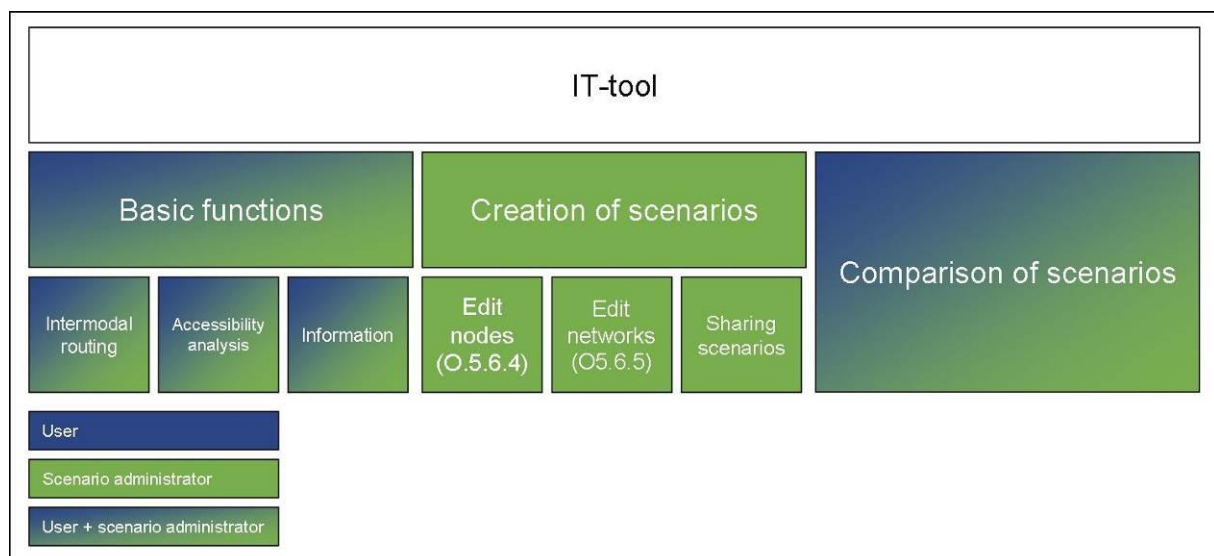 IT-tool
Basic functions
Creation of scenarios
Comparison of scenarios
Intermodal
routing
Accessibility
analysis
Information
Edit
nodes
(O.5.6.4)
Edit
networks
(O5.6.5)
Sharing
scenarios
User
Scenario administrator
User + scenario administrator